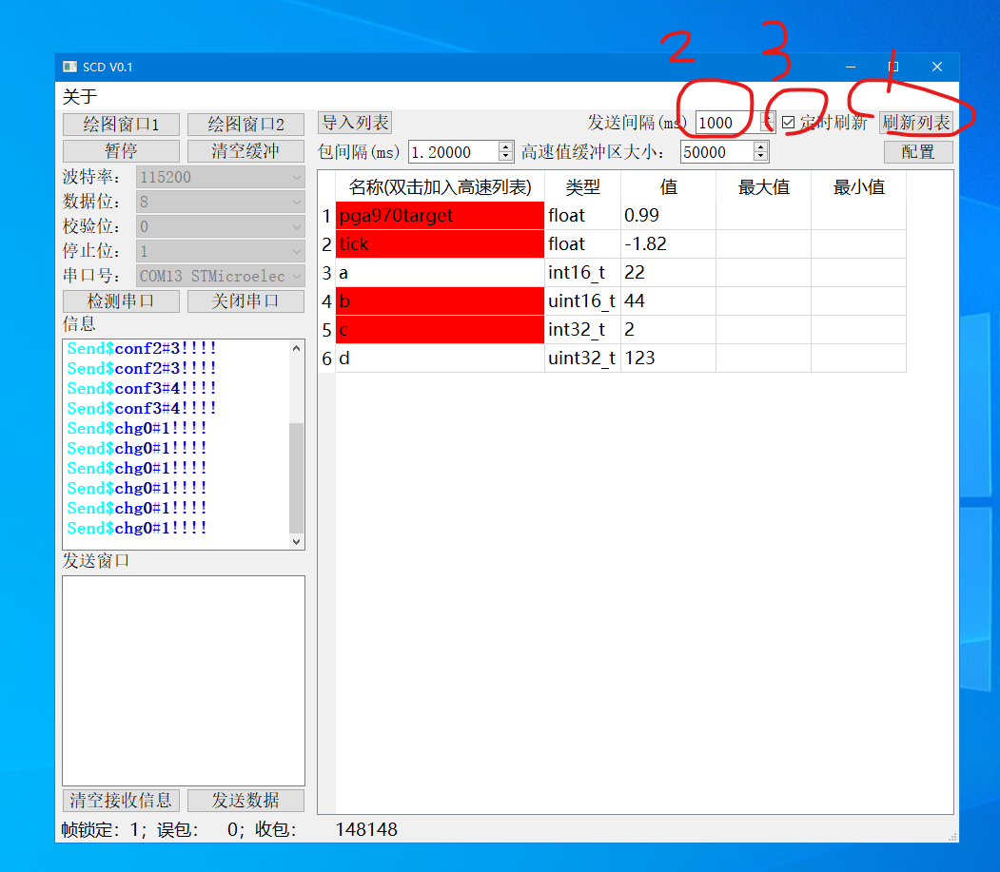 2 3 1
SCD V0.1
关于
绘图窗口1 绘图窗口2 导入列表 发送间隔(ms) 1000 定时刷新 刷新列表
暂停 清空缓冲 包间隔(ms) 1.20000 高速值缓冲区大小: 50000 配置
波特率: 115200
数据位: 8
校验位: 0
停止位: 1
串口号: COM13 STMicroelec
检测串口 关闭串口
信息
Send$conf2#3!!!!
Send$conf2#3!!!!
Send$conf3#4!!!!
Send$conf3#4!!!!
Send$chg0#1!!!!
Send$chg0#1!!!!
Send$chg0#1!!!!
Send$chg0#1!!!!
Send$chg0#1!!!!
Send$chg0#1!!!!
发送窗口
清空接收信息 发送数据
名称(双击加入高速列表) 类型 值 最大值 最小值
1 pga970target float 0.99
2 tick float -1.82
3 a int16_t 22
4 b uint16_t 44
5 c int32_t 2
6 d uint32_t 123
帧锁定: 1; 误包: 0; 收包: 148148